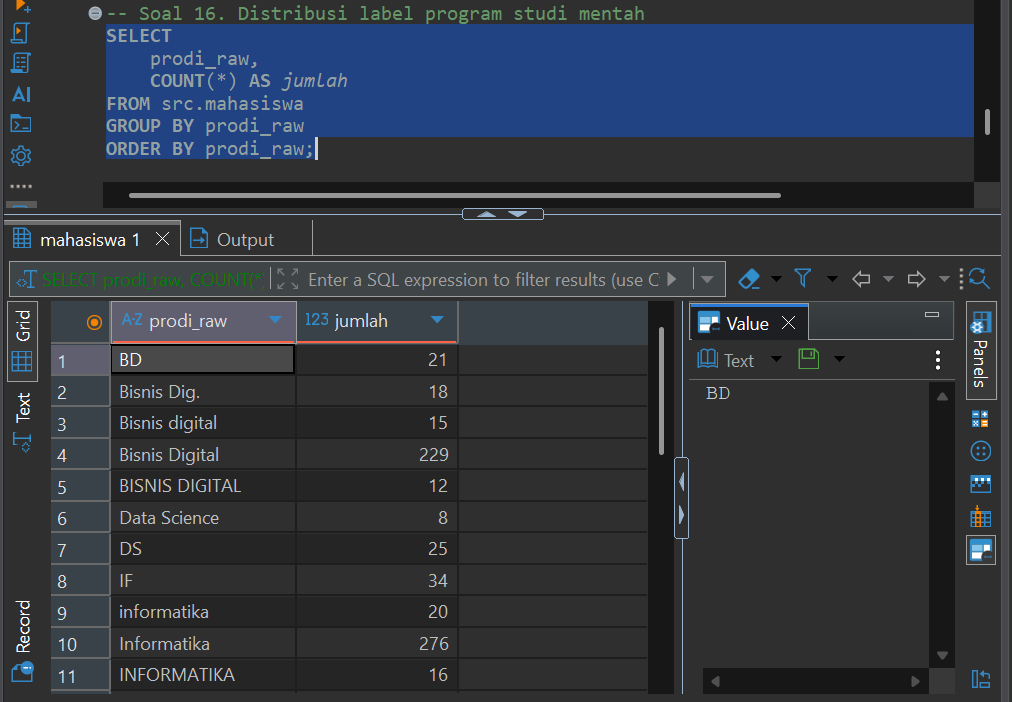 -- Soal 16. Distribusi label program studi mentah
SELECT
prodi_raw,
COUNT(*) AS jumlah
FROM src.mahasiswa
GROUP BY prodi_raw
ORDER BY prodi_raw;
AI
mahasiswa 1
Output
SELECT prodi_raw, COUNT(*
Enter a SQL expression to filter results (use C
Grid
Text
Record
A-Z prodi_raw
123 jumlah
1 BD 21
2 Bisnis Dig. 18
3 Bisnis digital 15
4 Bisnis Digital 229
5 BISNIS DIGITAL 12
6 Data Science 8
7 DS 25
8 IF 34
9 informatika 20
10 Informatika 276
11 INFORMATIKA 16
Value
Text
BD
Panels